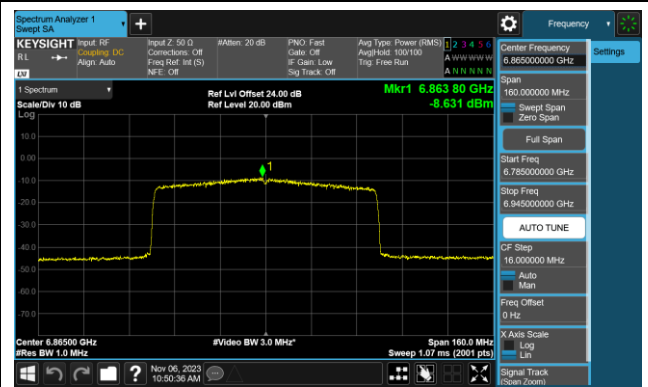 Spectrum Analyzer 1
Swept SA
Frequency
KEYSIGHT
RL
LXI
Input: RF
Coupling: DC
Align: Auto
Input Z: 50 Ω
Corrections: Off
Freq Ref: Int (S)
NFE: Off
#Atten: 20 dB
PNO: Fast
Gate: Off
IF Gain: Low
Sig Track: Off
Avg Type: Power (RMS)
Avg|Hold: 100/100
Trig: Free Run
1 2 3 4 5 6
A W W W W W
A N N N N N
1 Spectrum
Scale/Div 10 dB
Log
Ref Lvl Offset 24.00 dB
Ref Level 20.00 dBm
Mkr1 6.863 80 GHz
-8.631 dBm
1
10.0
0.00
-10.0
-20.0
-30.0
-40.0
-50.0
-60.0
-70.0
Center 6.86500 GHz
#Res BW 1.0 MHz
#Video BW 3.0 MHz*
Span 160.0 MHz
Sweep 1.07 ms (2001 pts)
Center Frequency
6.865000000 GHz
Settings
Span
160.000000 MHz
Swept Span
Zero Span
Full Span
Start Freq
6.785000000 GHz
Stop Freq
6.945000000 GHz
AUTO TUNE
CF Step
16.000000 MHz
Auto
Man
Freq Offset
0 Hz
X Axis Scale
Log
Lin
Signal Track
(Span Zoom)
?
Nov 06, 2023
10:50:36 AM